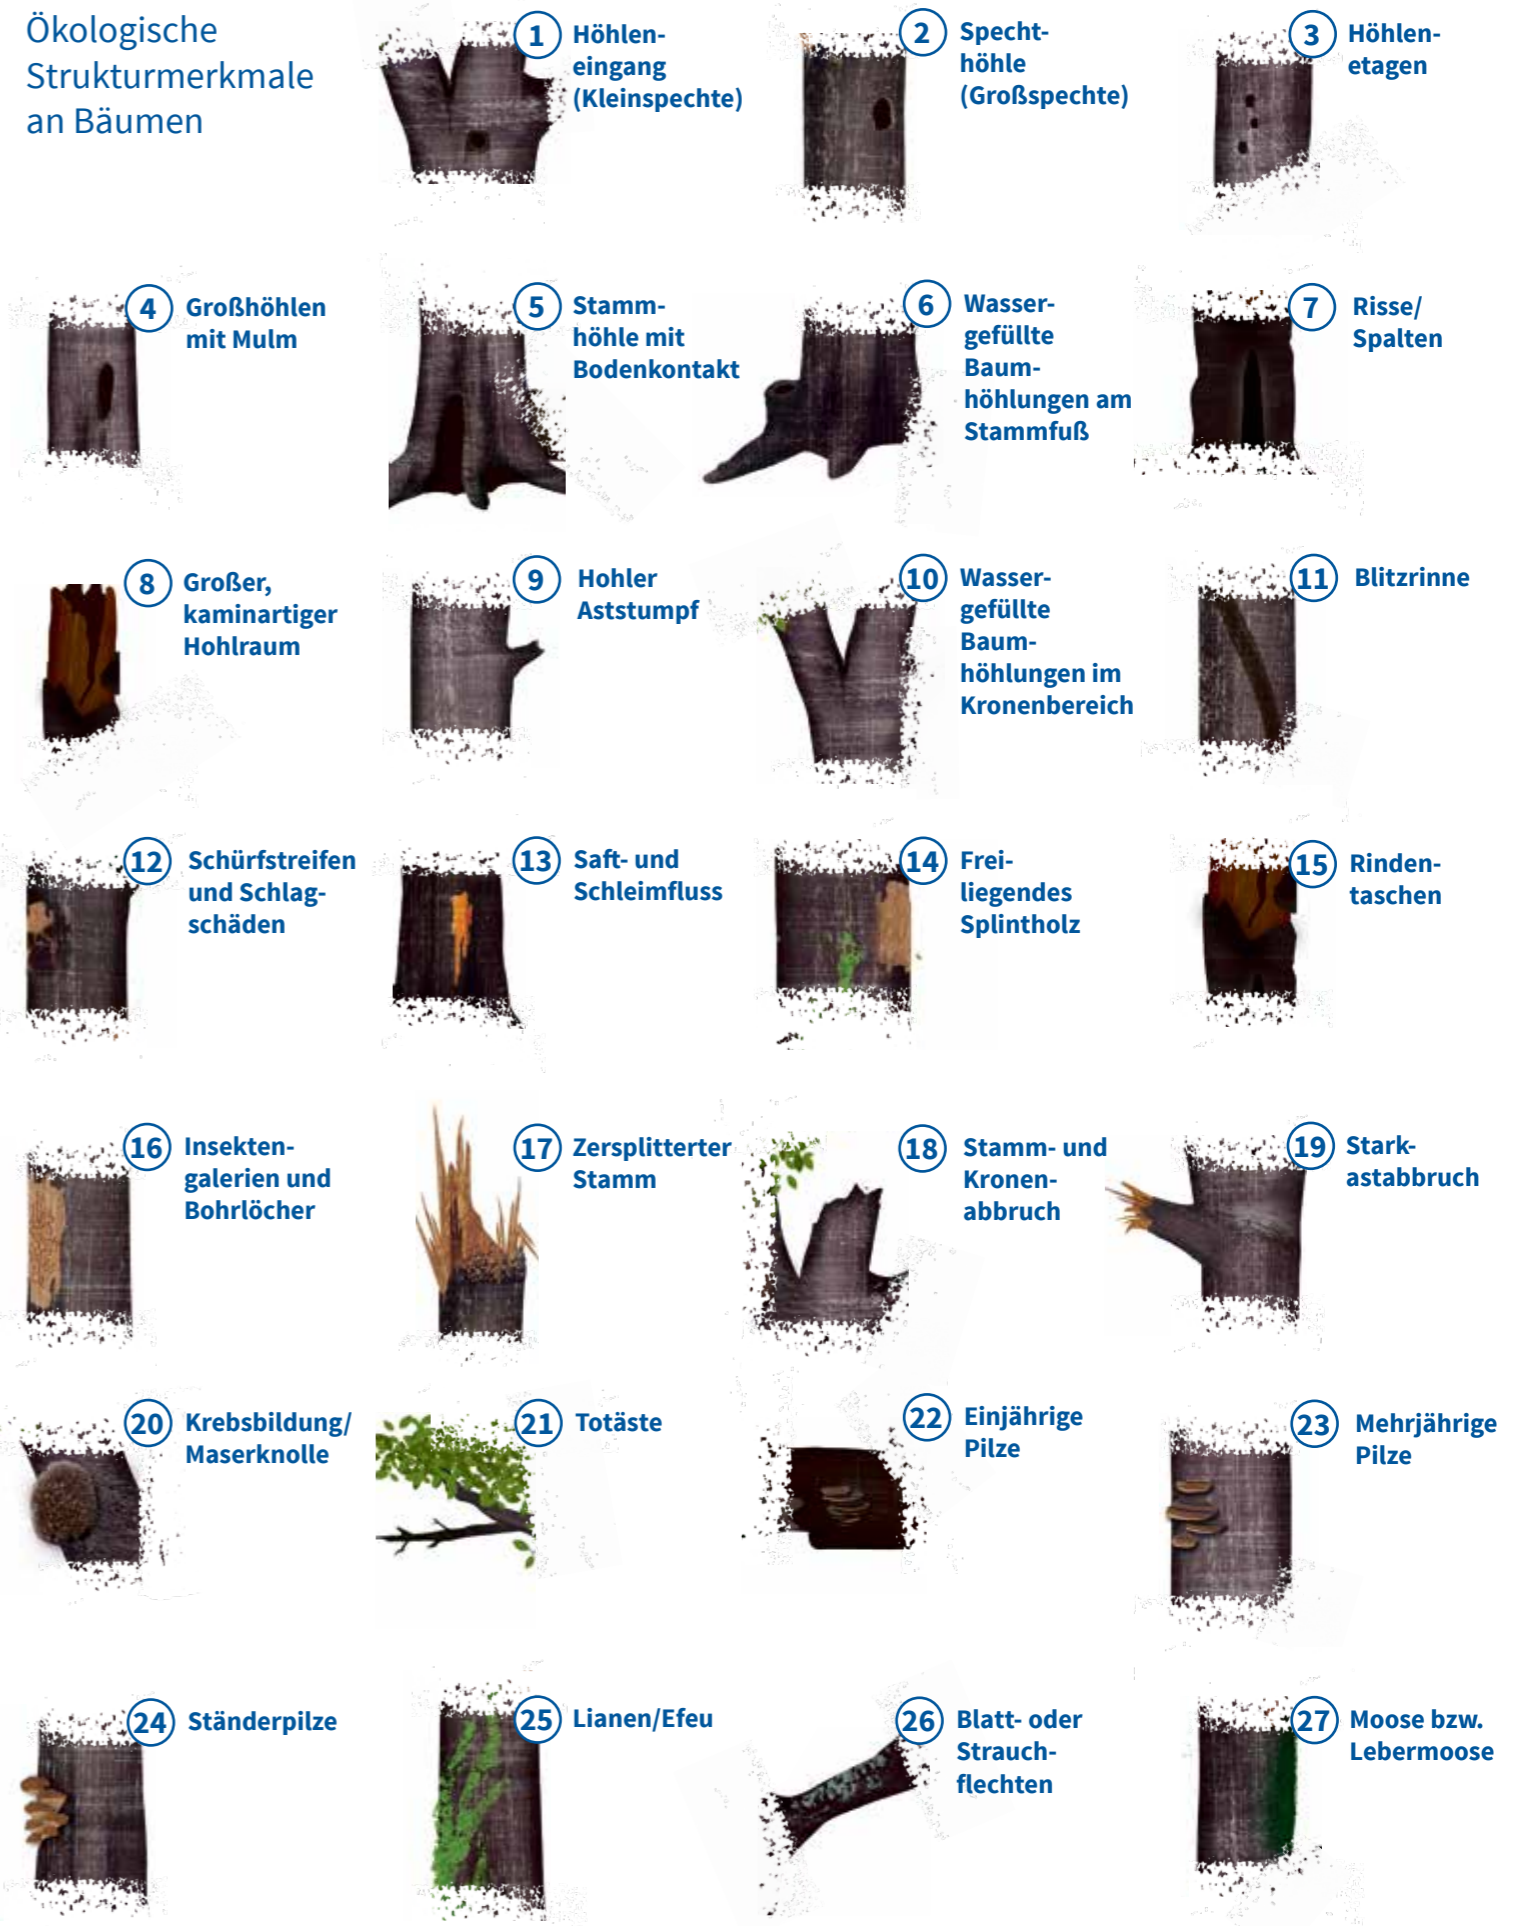 Ökologische
Strukturmerkmale
an Bäumen
1
Höhlen-
eingang
(Kleinspechte)
2
Specht-
höhle
(Großspechte)
3
Höhlen-
etagen
4
Großhöhlen
mit Mulm
5
Stamm-
höhle mit
Bodenkontakt
6
Wasser-
gefüllte
Baum-
höhlungen am
Stammfuß
7
Risse/
Spalten
8
Großer,
kaminartiger
Hohlraum
9
Hohler
Aststumpf
10
Wasser-
gefüllte
Baum-
höhlungen im
Kronenbereich
11
Blitzrinne
12
Schürfstreifen
und Schlag-
schäden
13
Saft- und
Schleimfluss
14
Frei-
liegendes
Splintholz
15
Rinden-
taschen
16
Insekten-
galerien und
Bohrlöcher
17
Zersplitterter
Stamm
18
Stamm- und
Kronen-
abbruch
19
Stark-
astabbruch
20
Krebsbildung/
Maserknolle
21
Totäste
22
Einjährige
Pilze
23
Mehrjährige
Pilze
24
Ständerpilze
25
Lianen/Efeu
26
Blatt- oder
Strauch-
flechten
27
Moose bzw.
Lebermoose